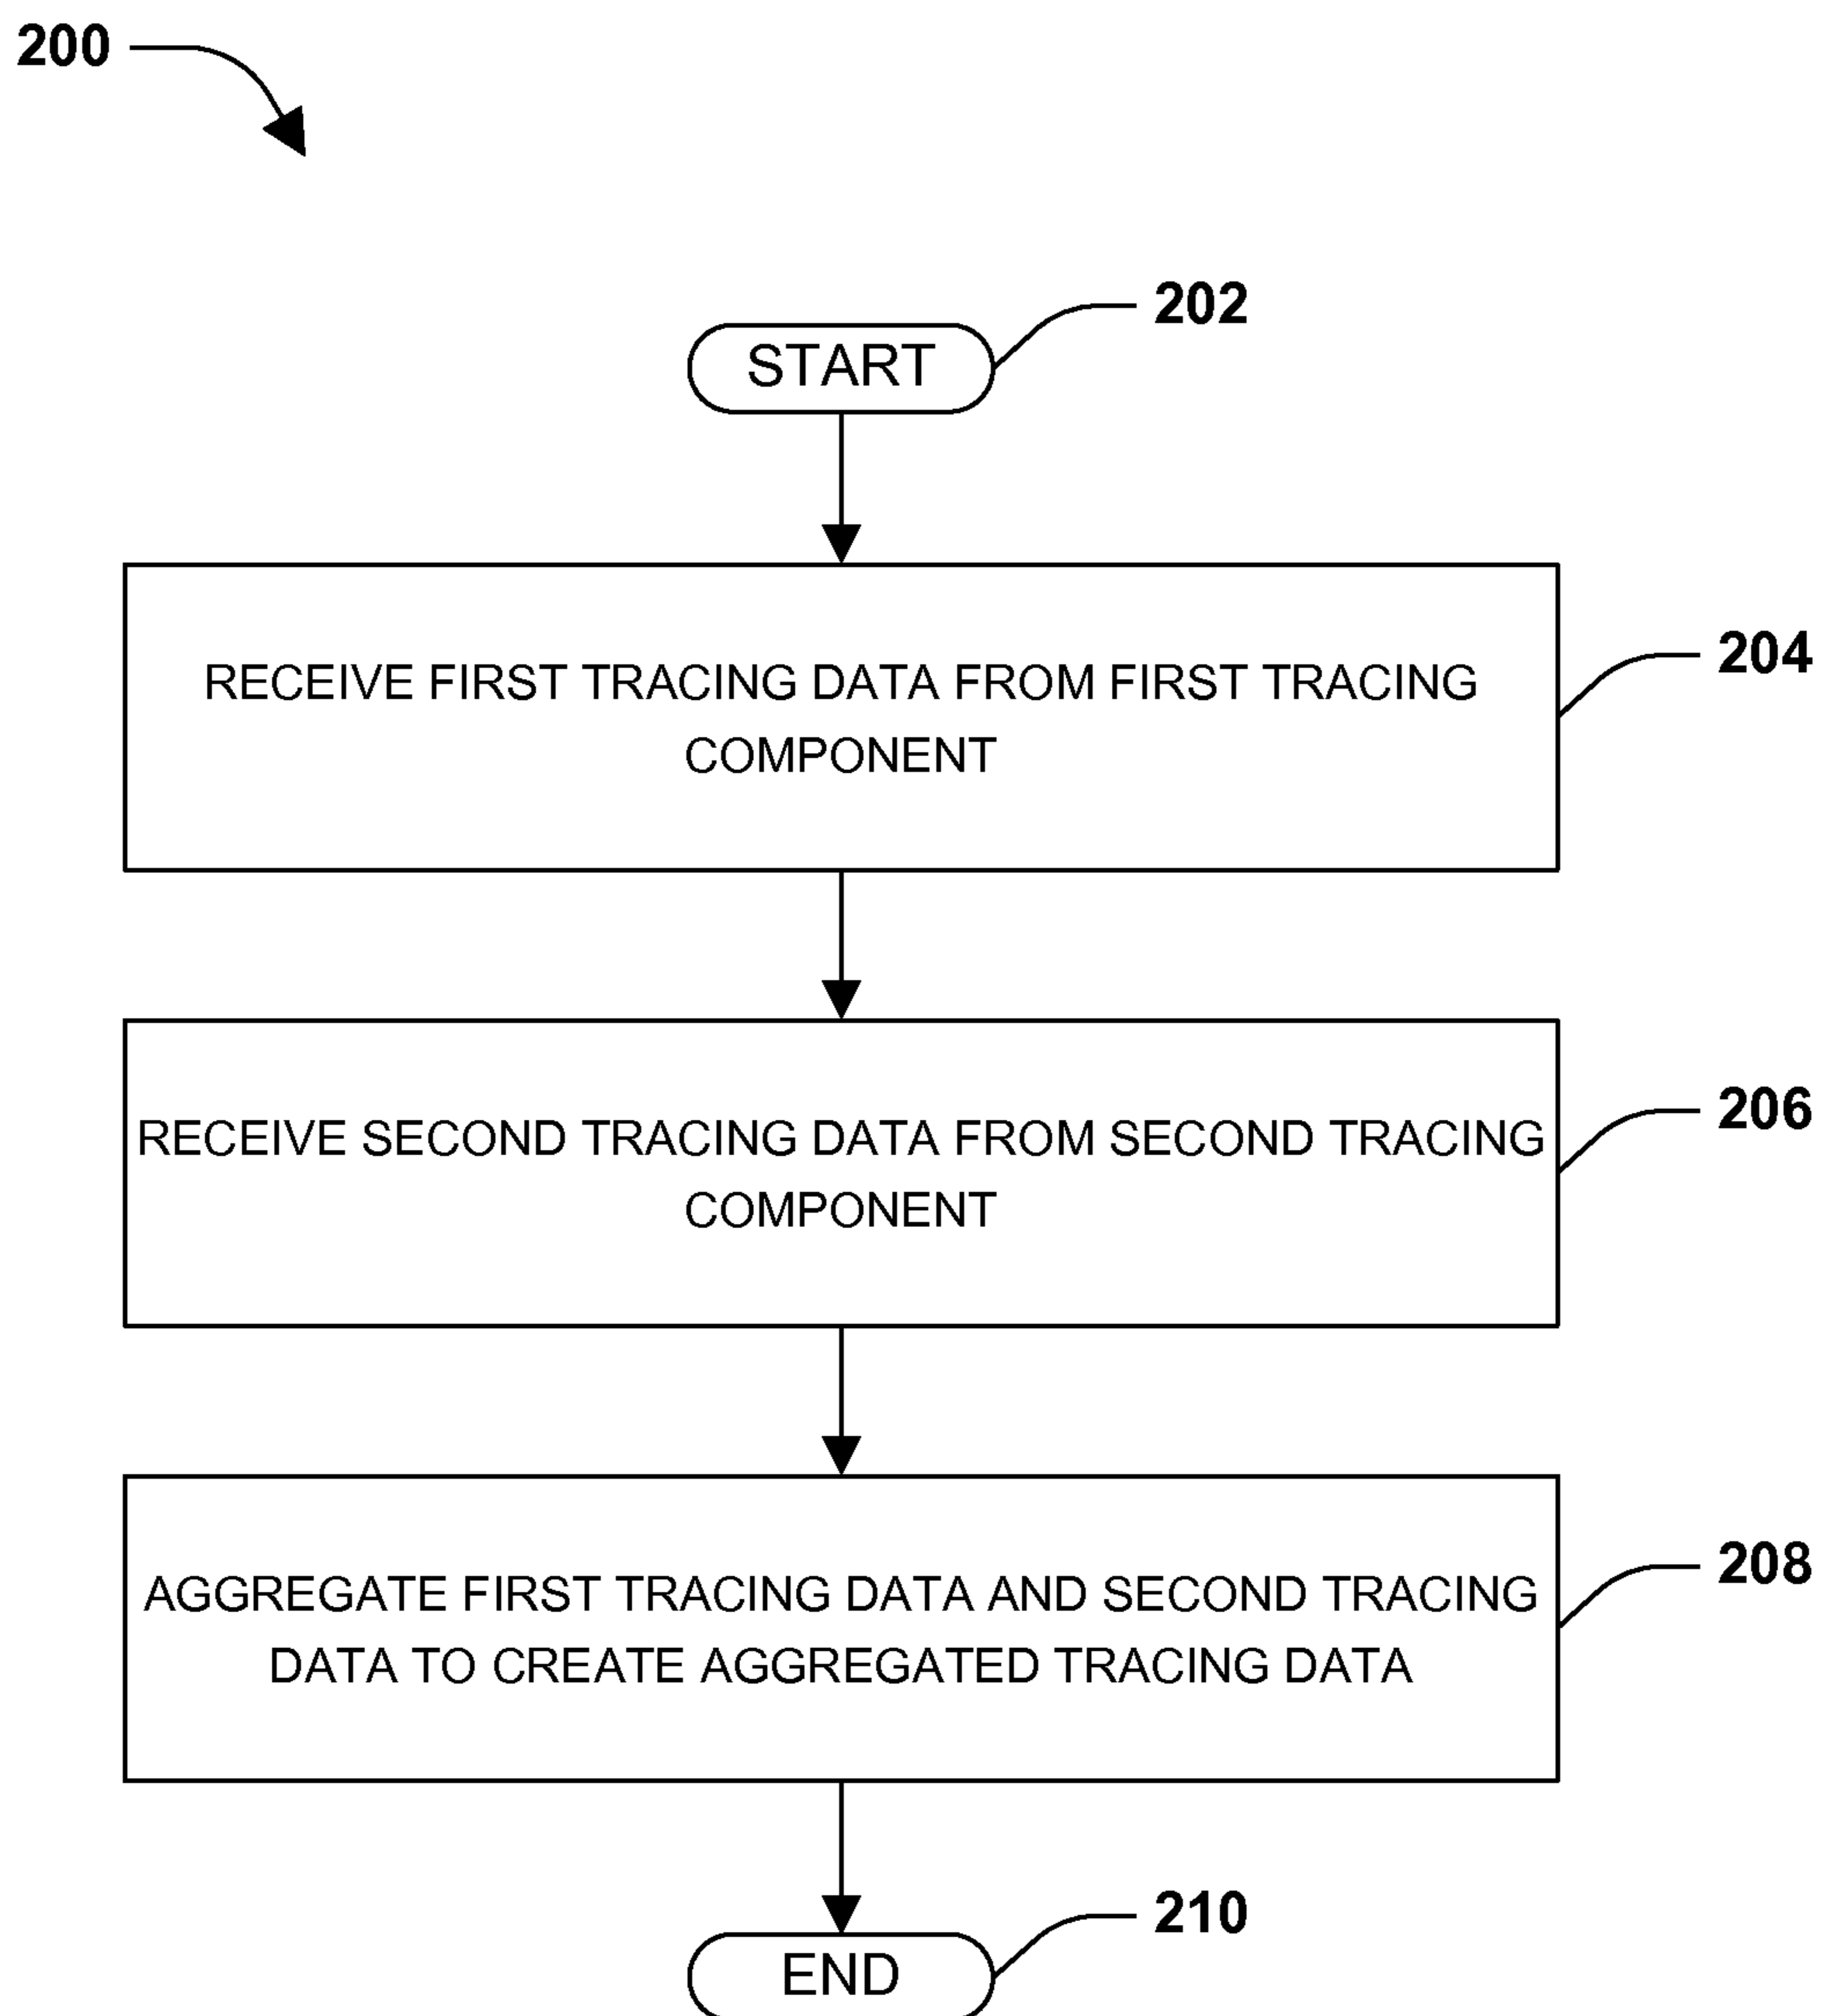 200
202
START
204
RECEIVE FIRST TRACING DATA FROM FIRST TRACING
COMPONENT
206
RECEIVE SECOND TRACING DATA FROM SECOND TRACING
COMPONENT
208
AGGREGATE FIRST TRACING DATA AND SECOND TRACING
DATA TO CREATE AGGREGATED TRACING DATA
210
END